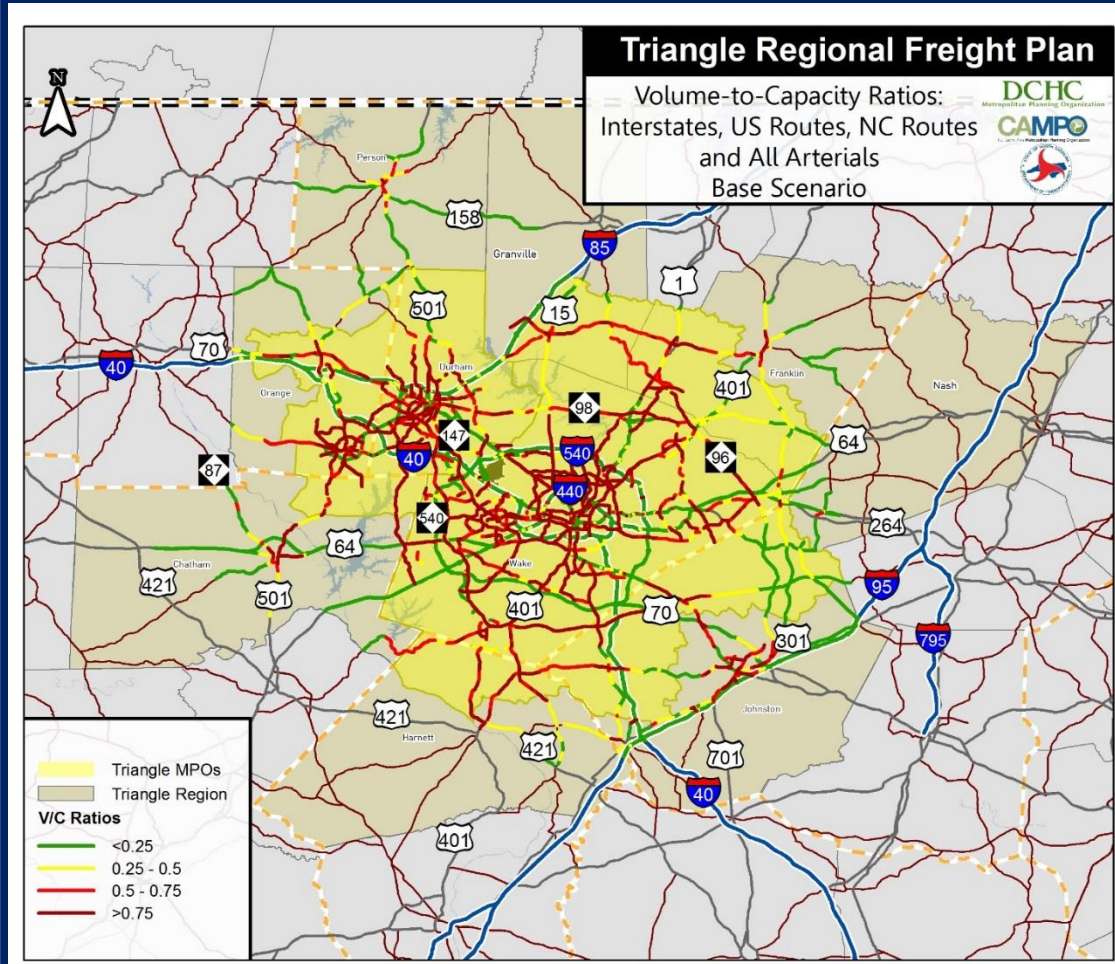 Triangle Regional Freight Plan
Volume-to-Capacity Ratios:
Interstates, US Routes, NC Routes
and All Arterials
Base Scenario
DCHC
Metropolitan Planning Organization
CAMPO
N
Person
158
Granville
85
1
501
15
70
40
Durham
Orange
401
Franklin
Nash
98
147
40
540
64
87
96
440
540
264
64
Chatham
421
Wake
501
401
70
95
301
795
421
Harnett
421
Johnston
701
40
401
Triangle MPOs
Triangle Region
V/C Ratios
<0.25
0.25 - 0.5
0.5 - 0.75
>0.75